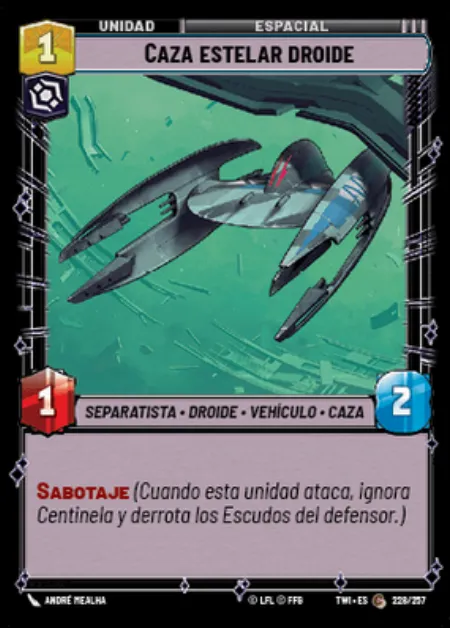 UNIDAD
ESPACIAL
1
CAZA ESTELAR DROIDE
1
SEPARATISTA • DROIDE • VEHÍCULO • CAZA
2
SABOTAJE (Cuando esta unidad ataca, ignora
Centinela y derrota los Escudos del defensor.)
ANDRÉ MEALHA
© LFL © FFG
TWI • ES
C
228/257